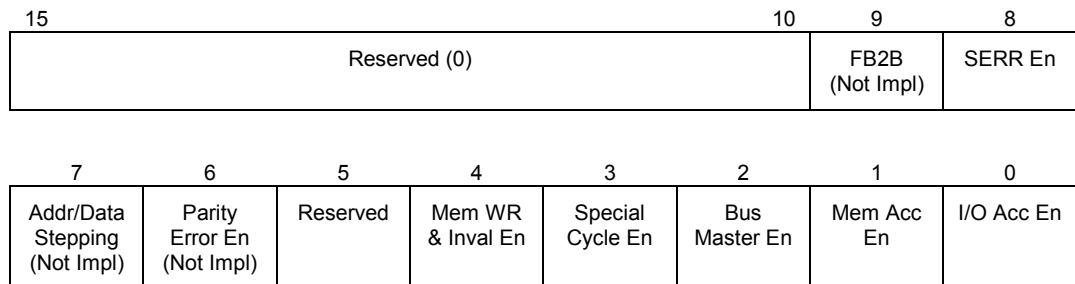 15 10 9 8
Reserved (0) FB2B SERR En
(Not Impl)
7 6 5 4 3 2 1 0
Addr/Data Parity Reserved Mem WR Special Bus Mem Acc I/O Acc En
Stepping Error En & Inval En Cycle En Master En En
(Not Impl) (Not Impl)